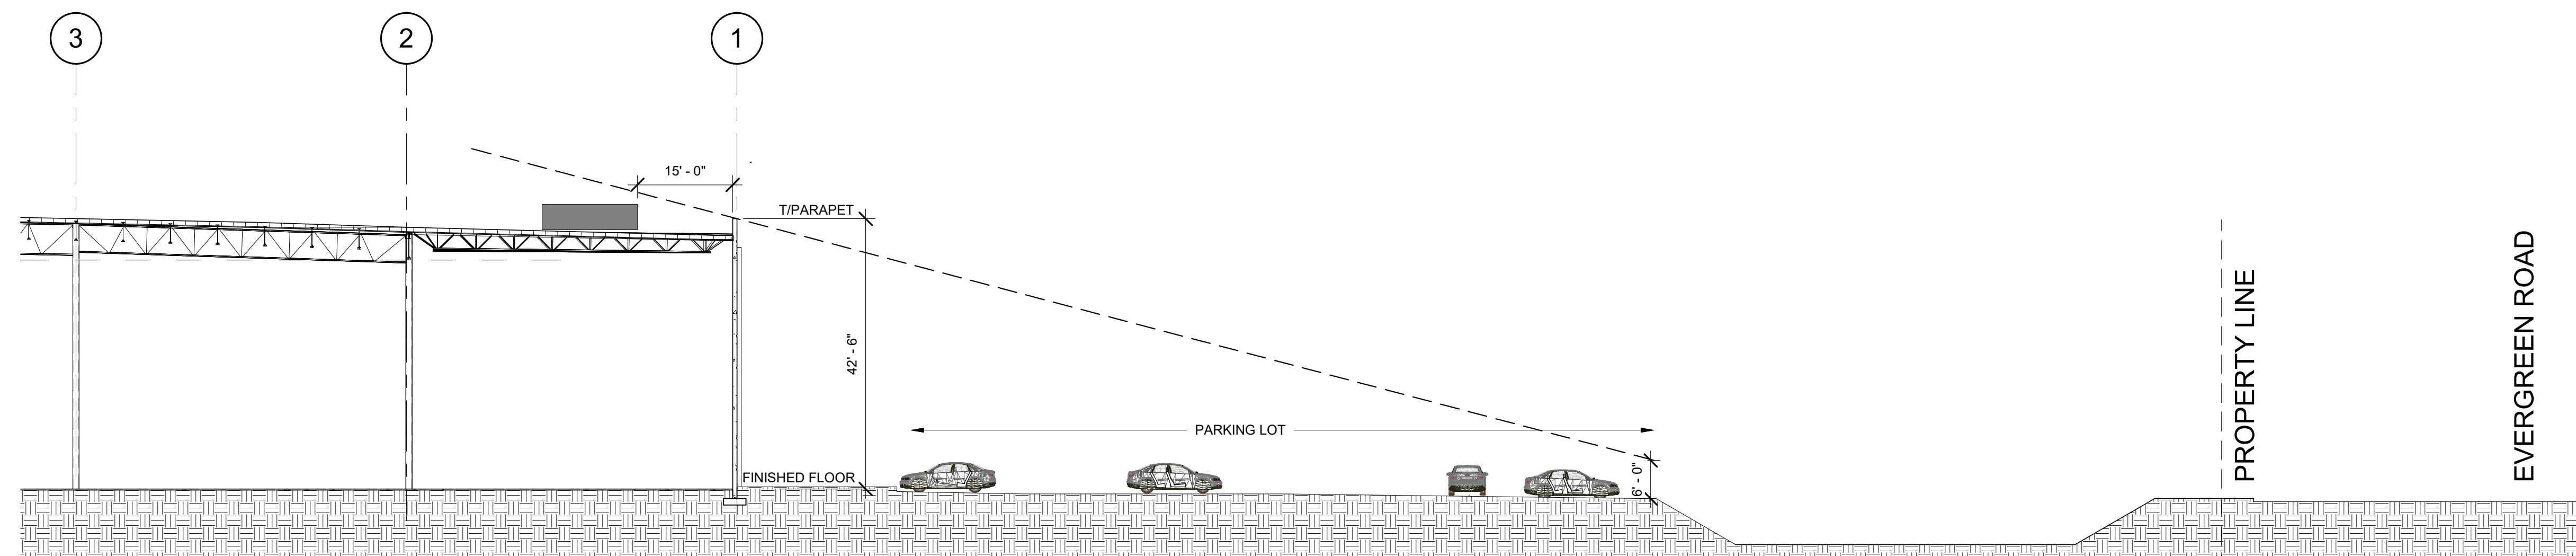 3
2
1
15' - 0"
T/PARAPET
42' - 6"
PARKING LOT
FINISHED FLOOR
6' - 0"
PROPERTY LINE
EVERGREEN ROAD